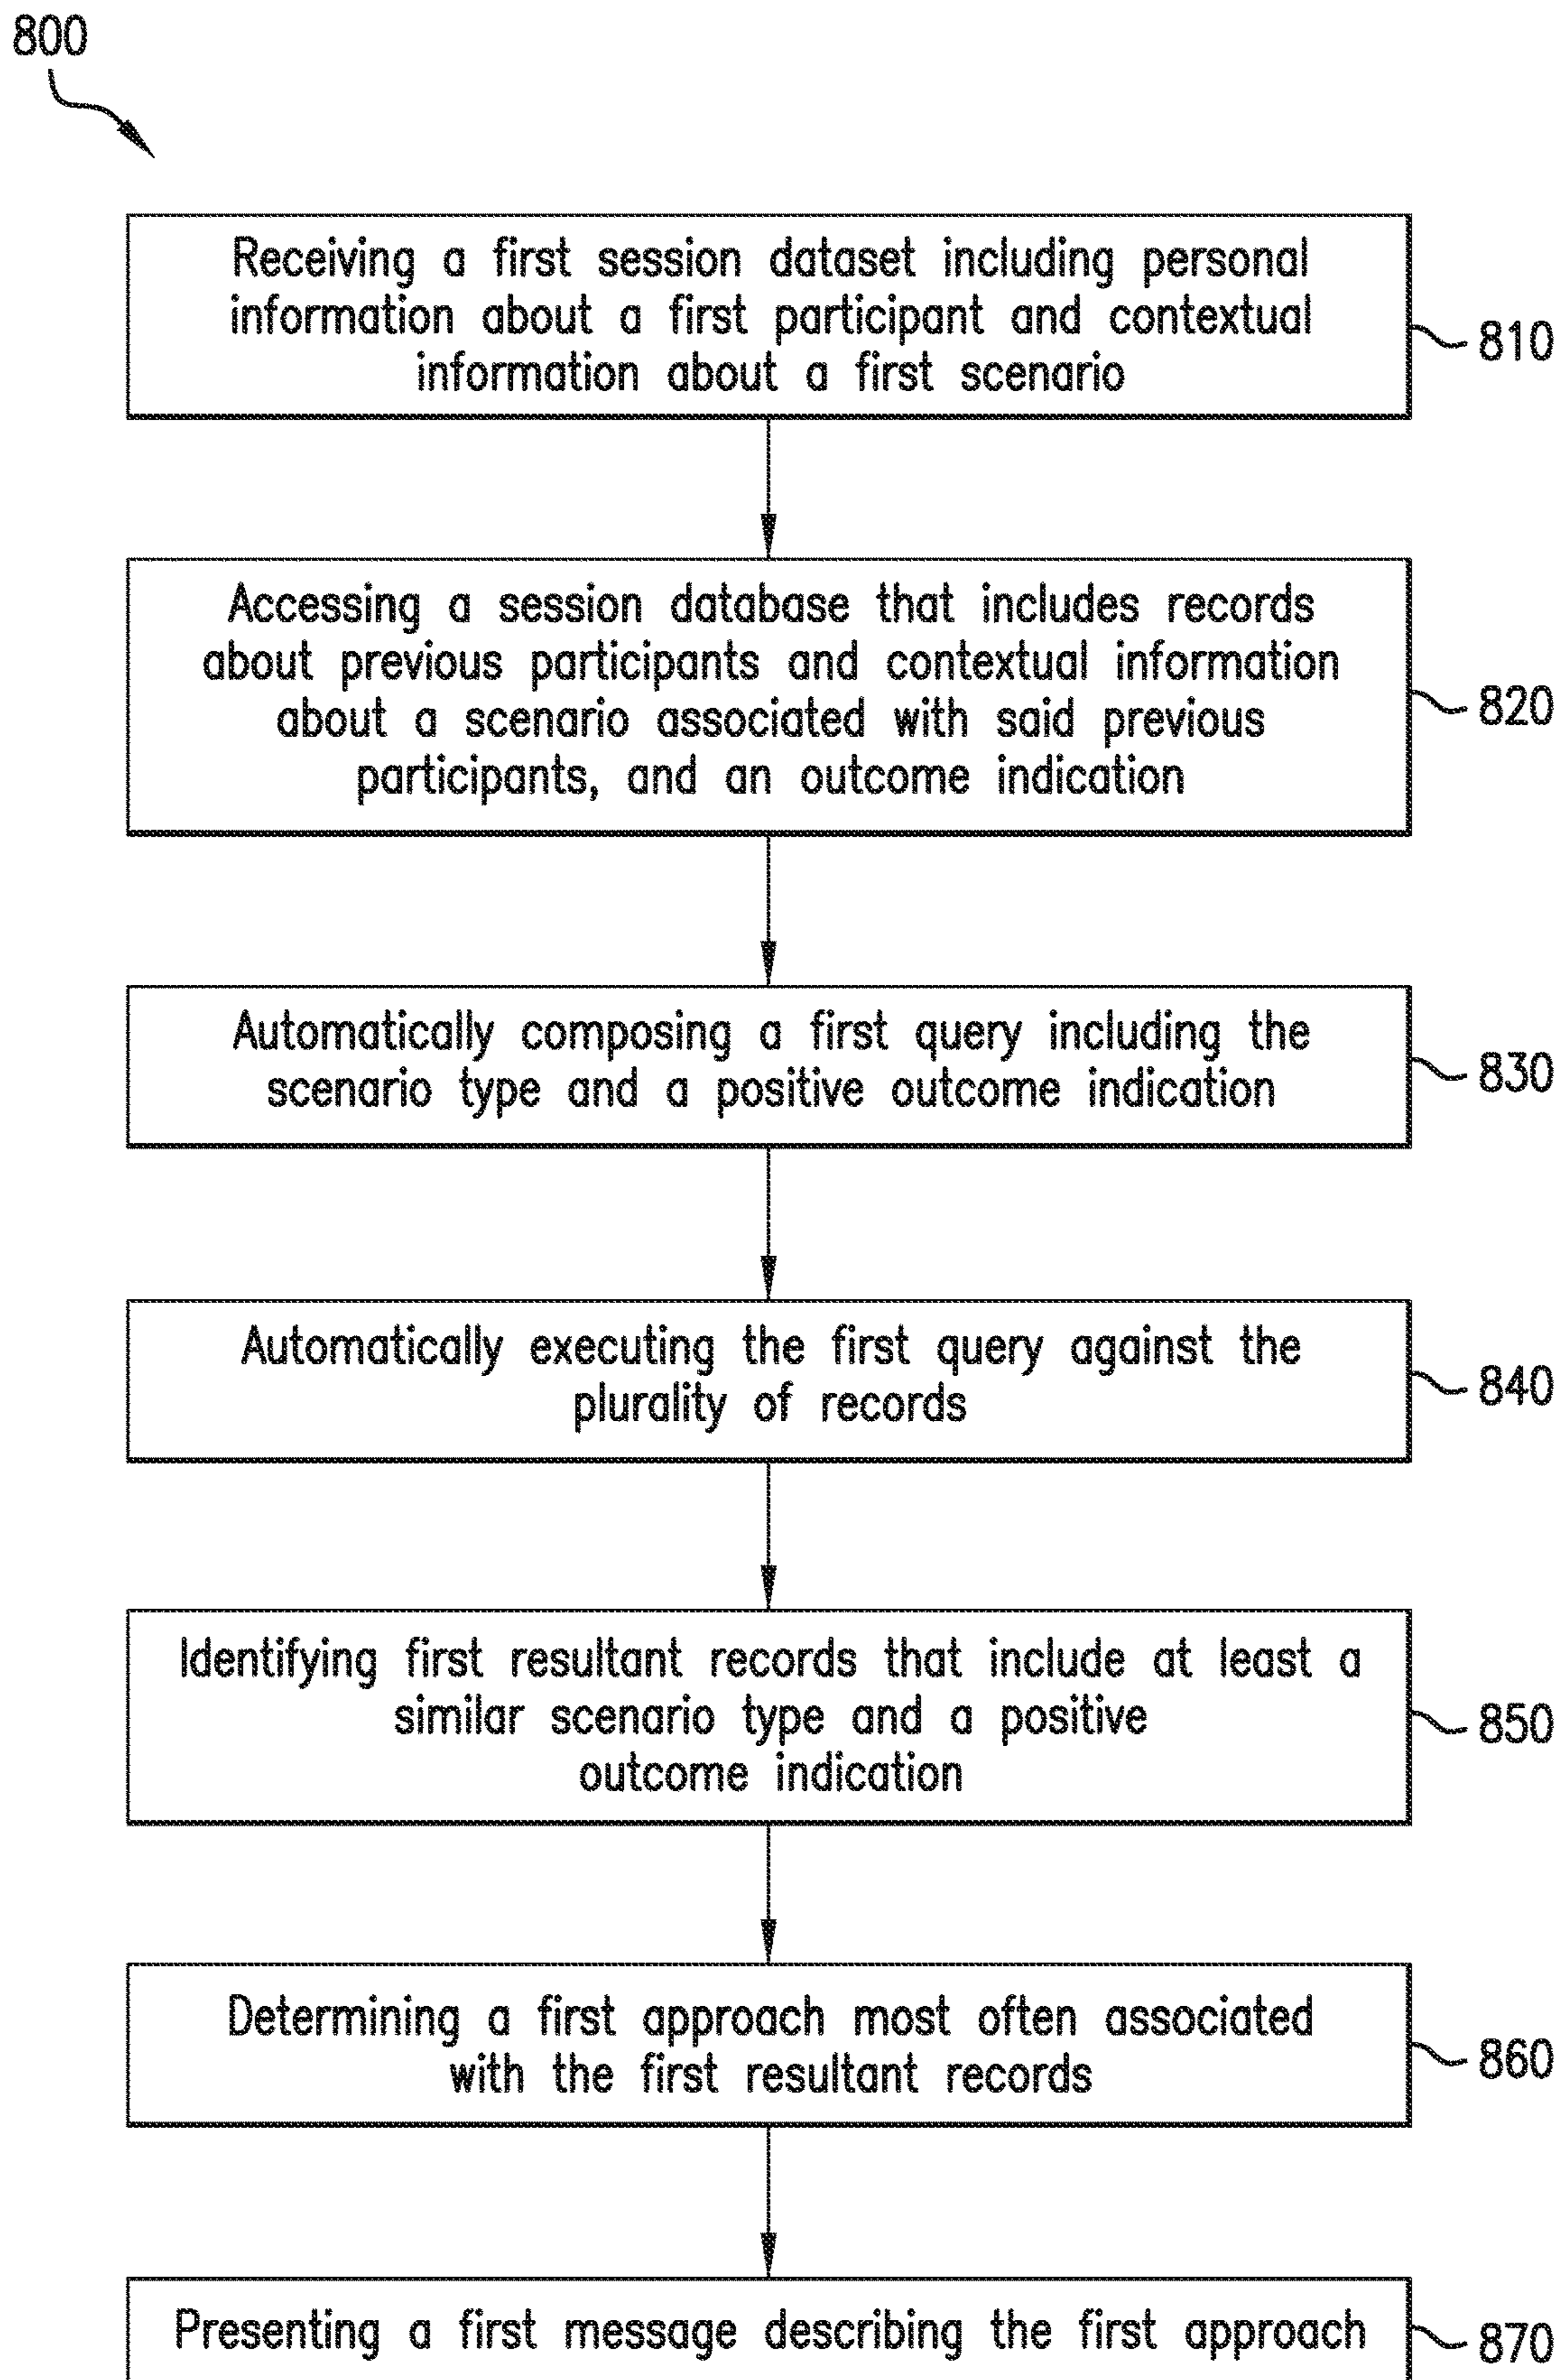 800
Receiving a first session dataset including personal
information about a first participant and contextual
information about a first scenario
810
Accessing a session database that includes records
about previous participants and contextual information
about a scenario associated with said previous
participants, and an outcome indication
820
Automatically composing a first query including the
scenario type and a positive outcome indication
830
Automatically executing the first query against the
plurality of records
840
Identifying first resultant records that include at least a
similar scenario type and a positive
outcome indication
850
Determining a first approach most often associated
with the first resultant records
860
Presenting a first message describing the first approach
870